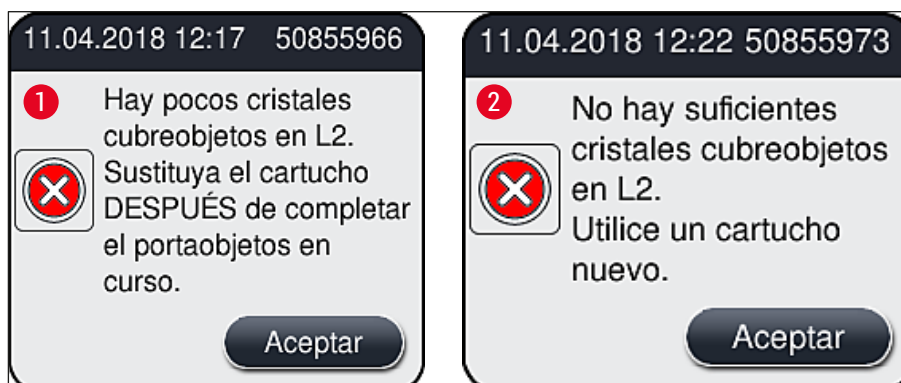 11.04.2018 12:17 50855966
1
Hay pocos cristales
cubreobjetos en L2.
Sustituya el cartucho
DESPUÉS de completar
el portaobjetos en
curso.
Aceptar
11.04.2018 12:22 50855973
2
No hay suficientes
cristales cubreobjetos
en L2.
Utilice un cartucho
nuevo.
Aceptar